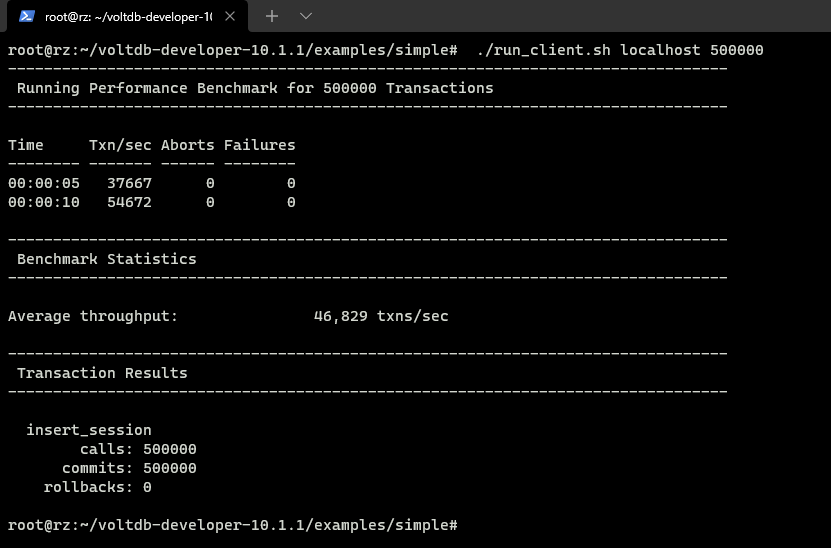 root@rz: ~/voltdb-developer-10
root@rz:~/voltdb-developer-10.1.1/examples/simple#  ./run_client.sh localhost 500000
--------------------------------------------------------------------------------
 Running Performance Benchmark for 500000 Transactions
--------------------------------------------------------------------------------
Time     Txn/sec Aborts Failures
-------- ------- ------ --------
00:00:05   37667      0        0
00:00:10   54672      0        0
--------------------------------------------------------------------------------
 Benchmark Statistics
--------------------------------------------------------------------------------
Average throughput:               46,829 txns/sec
--------------------------------------------------------------------------------
 Transaction Results
--------------------------------------------------------------------------------
  insert_session
        calls: 500000
      commits: 500000
    rollbacks: 0
root@rz:~/voltdb-developer-10.1.1/examples/simple#